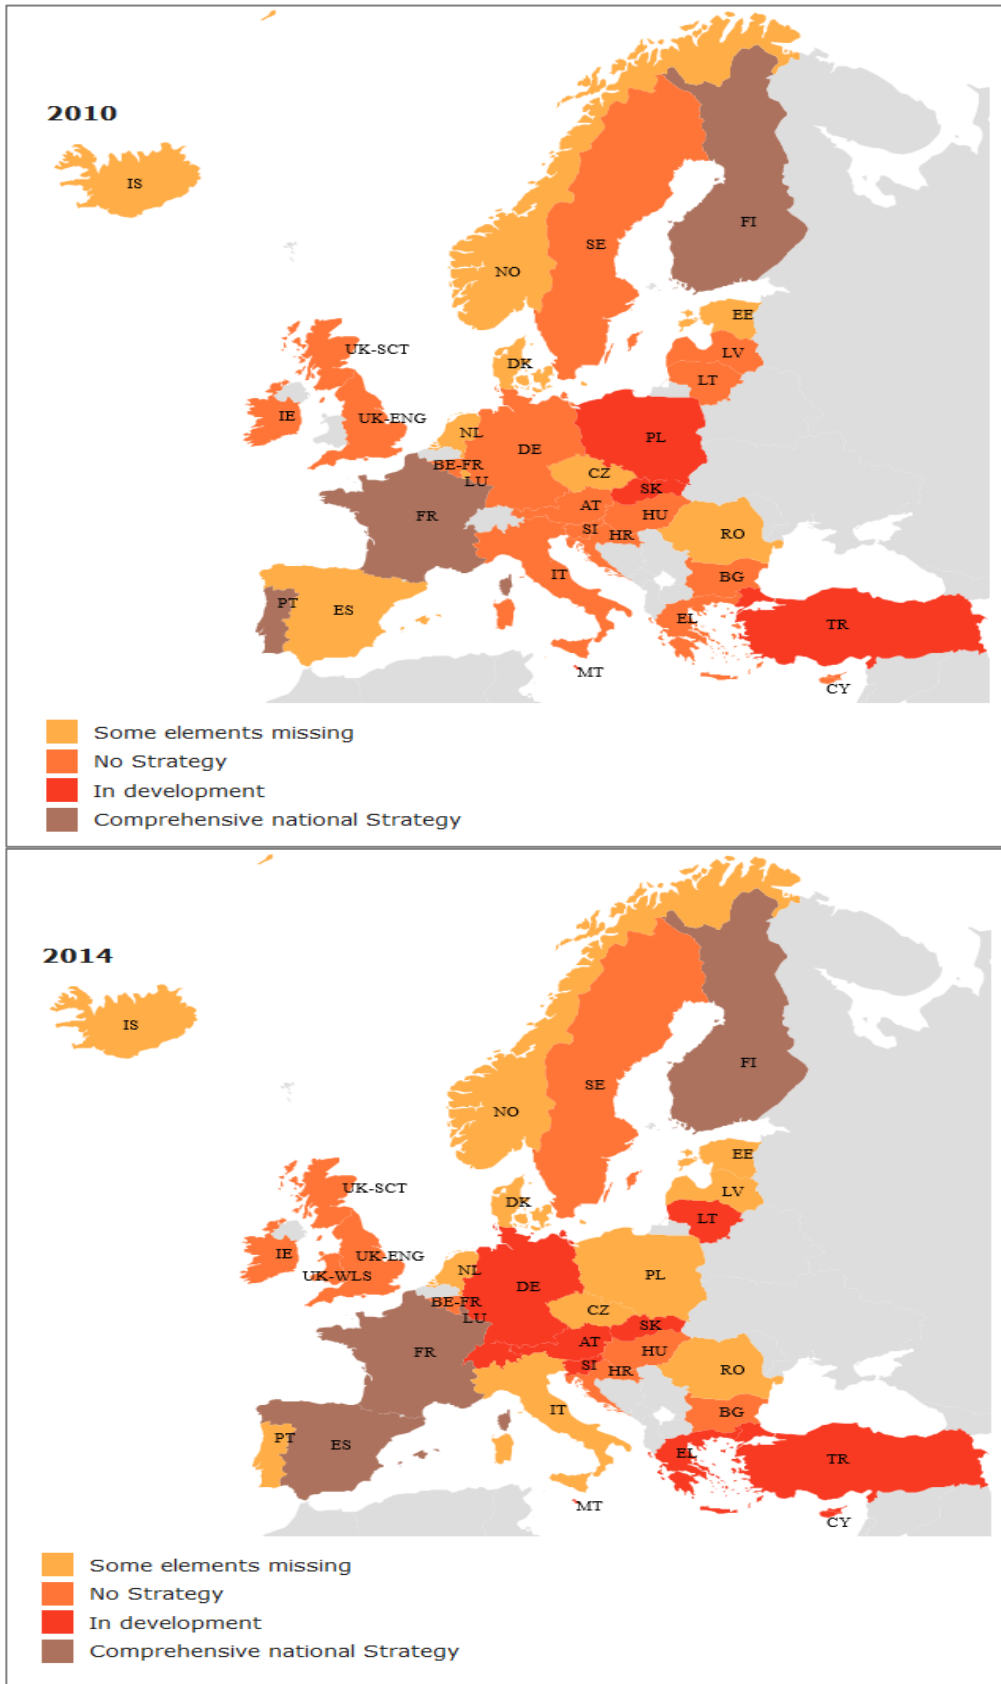 2010
IS
FI
SE
NO
EE
UK-SCT
LV
DK
LT
IE
UK-ENG
NL
PL
DE
BE-FR
CZ
LU
SK
AT
FR
HU
SI
HR
RO
IT
BG
PT
ES
EL
TR
MT
CY
Some elements missing
No Strategy
In development
Comprehensive national Strategy
2014
IS
FI
SE
NO
EE
UK-SCT
LV
DK
LT
IE
UK-ENG
NL
UK-WLS
PL
DE
BE-FR
CZ
LU
SK
AT
FR
HU
SI
HR
RO
IT
BG
PT
ES
EL
TR
MT
CY
Some elements missing
No Strategy
In development
Comprehensive national Strategy